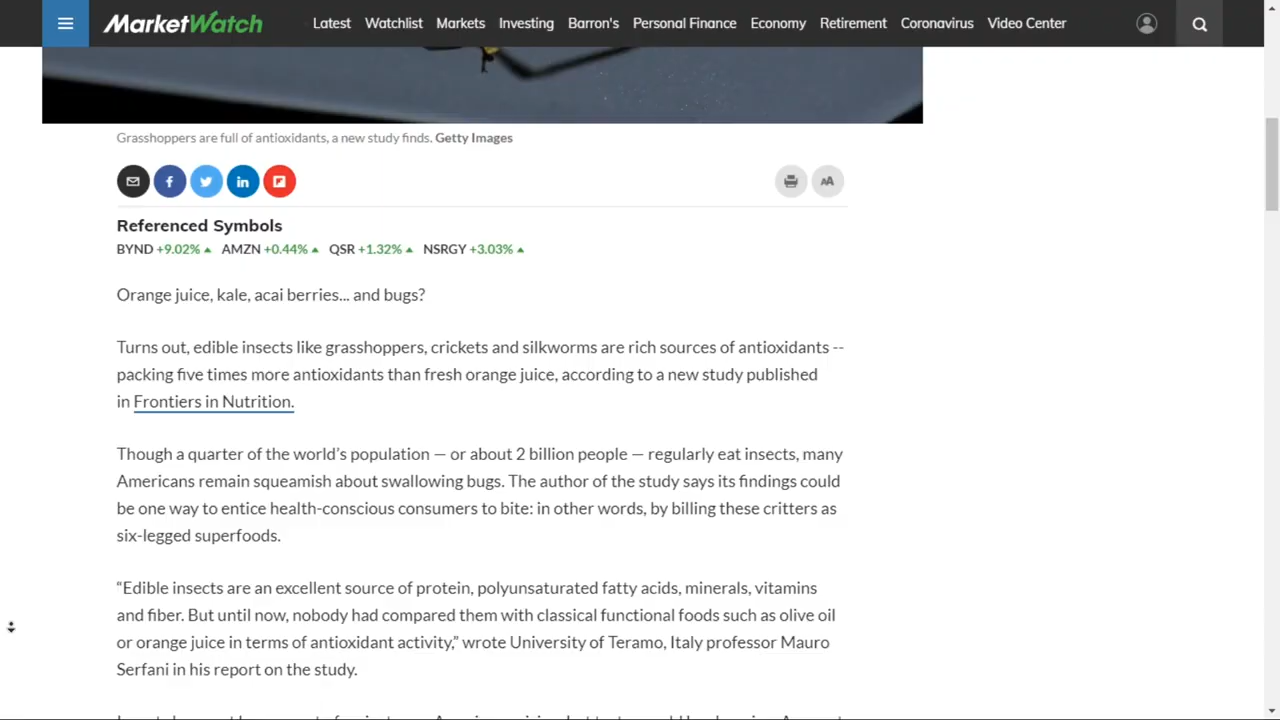 MarketWatch
Latest Watchlist Markets Investing Barron's Personal Finance Economy Retirement Coronavirus Video Center
Grasshoppers are full of antioxidants, a new study finds. Getty Images
f in AA
Referenced Symbols
BYND +9.02% AMZN +0.44% QSR +1.32% NSRGY +3.03%
Orange juice, kale, acai berries... and bugs?
Turns out, edible insects like grasshoppers, crickets and silkworms are rich sources of antioxidants --
packing five times more antioxidants than fresh orange juice, according to a new study published
in Frontiers in Nutrition.
Though a quarter of the world’s population — or about 2 billion people — regularly eat insects, many
Americans remain squeamish about swallowing bugs. The author of the study says its findings could
be one way to entice health-conscious consumers to bite: in other words, by billing these critters as
six-legged superfoods.
“Edible insects are an excellent source of protein, polyunsaturated fatty acids, minerals, vitamins
and fiber. But until now, nobody had compared them with classical functional foods such as olive oil
or orange juice in terms of antioxidant activity,” wrote University of Teramo, Italy professor Mauro
Serfani in his report on the study.